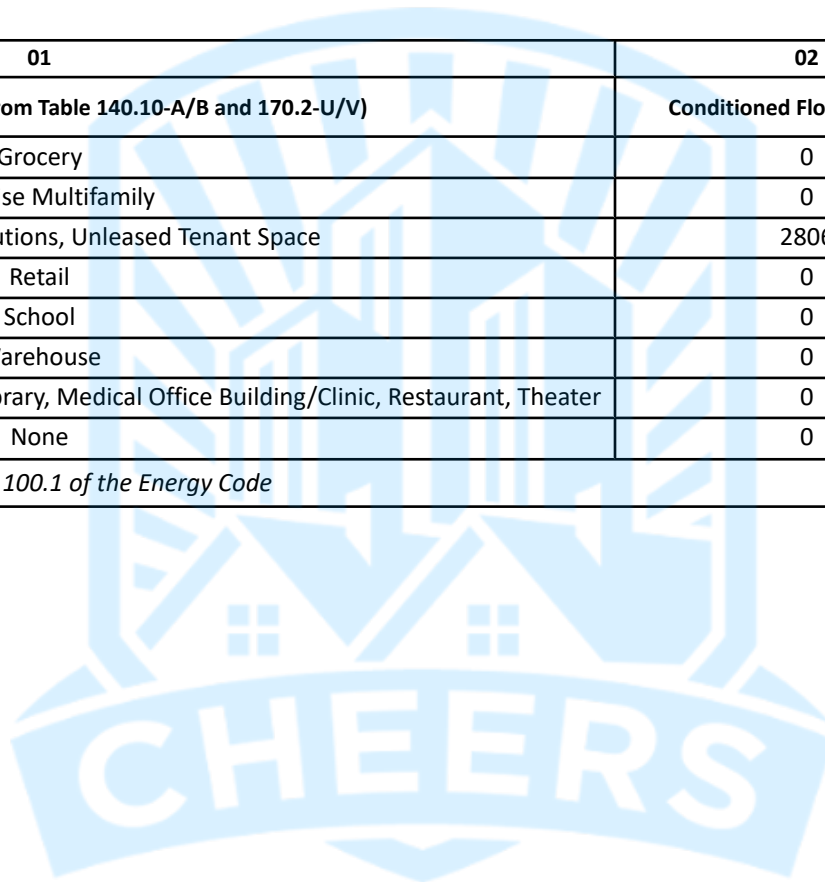 01 02
rom Table 140.10-A/B and 170.2-U/V) Conditioned Flo
Grocery 0
se Multifamily 0
utions, Unleased Tenant Space 2806
Retail 0
School 0
arehouse 0
rary, Medical Office Building/Clinic, Restaurant, Theater 0
None 0
100.1 of the Energy Code
CHEERS